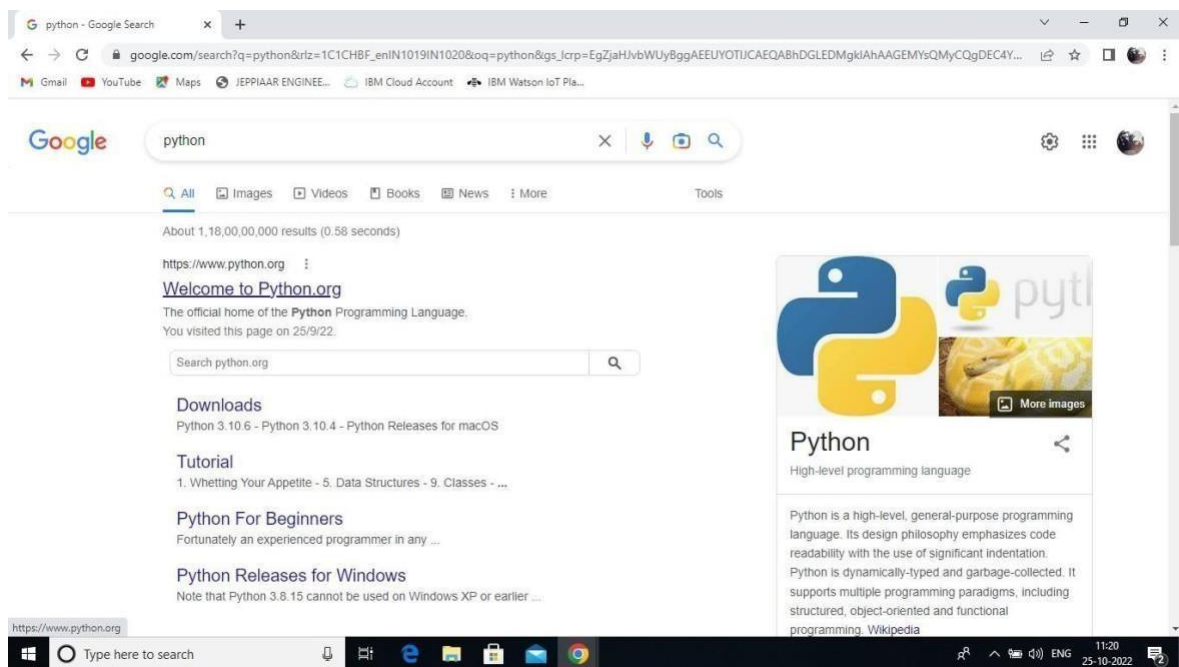 python - Google Search
google.com/search?q=python&rlz=1C1CHBF_enIN1019IN1020&oq=python&gs_lcrp=EgZjaHJvbWUyBggAEEUYOTIJCAEQABhDGLEDMgkIAhAAGEMYsQMyCQgDEC4Y...
Gmail YouTube Maps JEPPIAAR ENGINEE... IBM Cloud Account IBM Watson IoT Pla...
Google
python
All Images Videos Books News More Tools
About 1,18,00,00,000 results (0.58 seconds)
https://www.python.org
Welcome to Python.org
The official home of the Python Programming Language.
You visited this page on 25/9/22.
Search python.org
Downloads
Python 3.10.6 - Python 3.10.4 - Python Releases for macOS
Tutorial
1. Whetting Your Appetite - 5. Data Structures - 9. Classes - ...
Python For Beginners
Fortunately an experienced programmer in any ...
Python Releases for Windows
Note that Python 3.8.15 cannot be used on Windows XP or earlier ...
pyth
More images
Python
High-level programming language
Python is a high-level, general-purpose programming
language. Its design philosophy emphasizes code
readability with the use of significant indentation.
Python is dynamically-typed and garbage-collected. It
supports multiple programming paradigms, including
structured, object-oriented and functional
programming. Wikipedia
https://www.python.org
Type here to search
ENG
11:20
25-10-2022
2